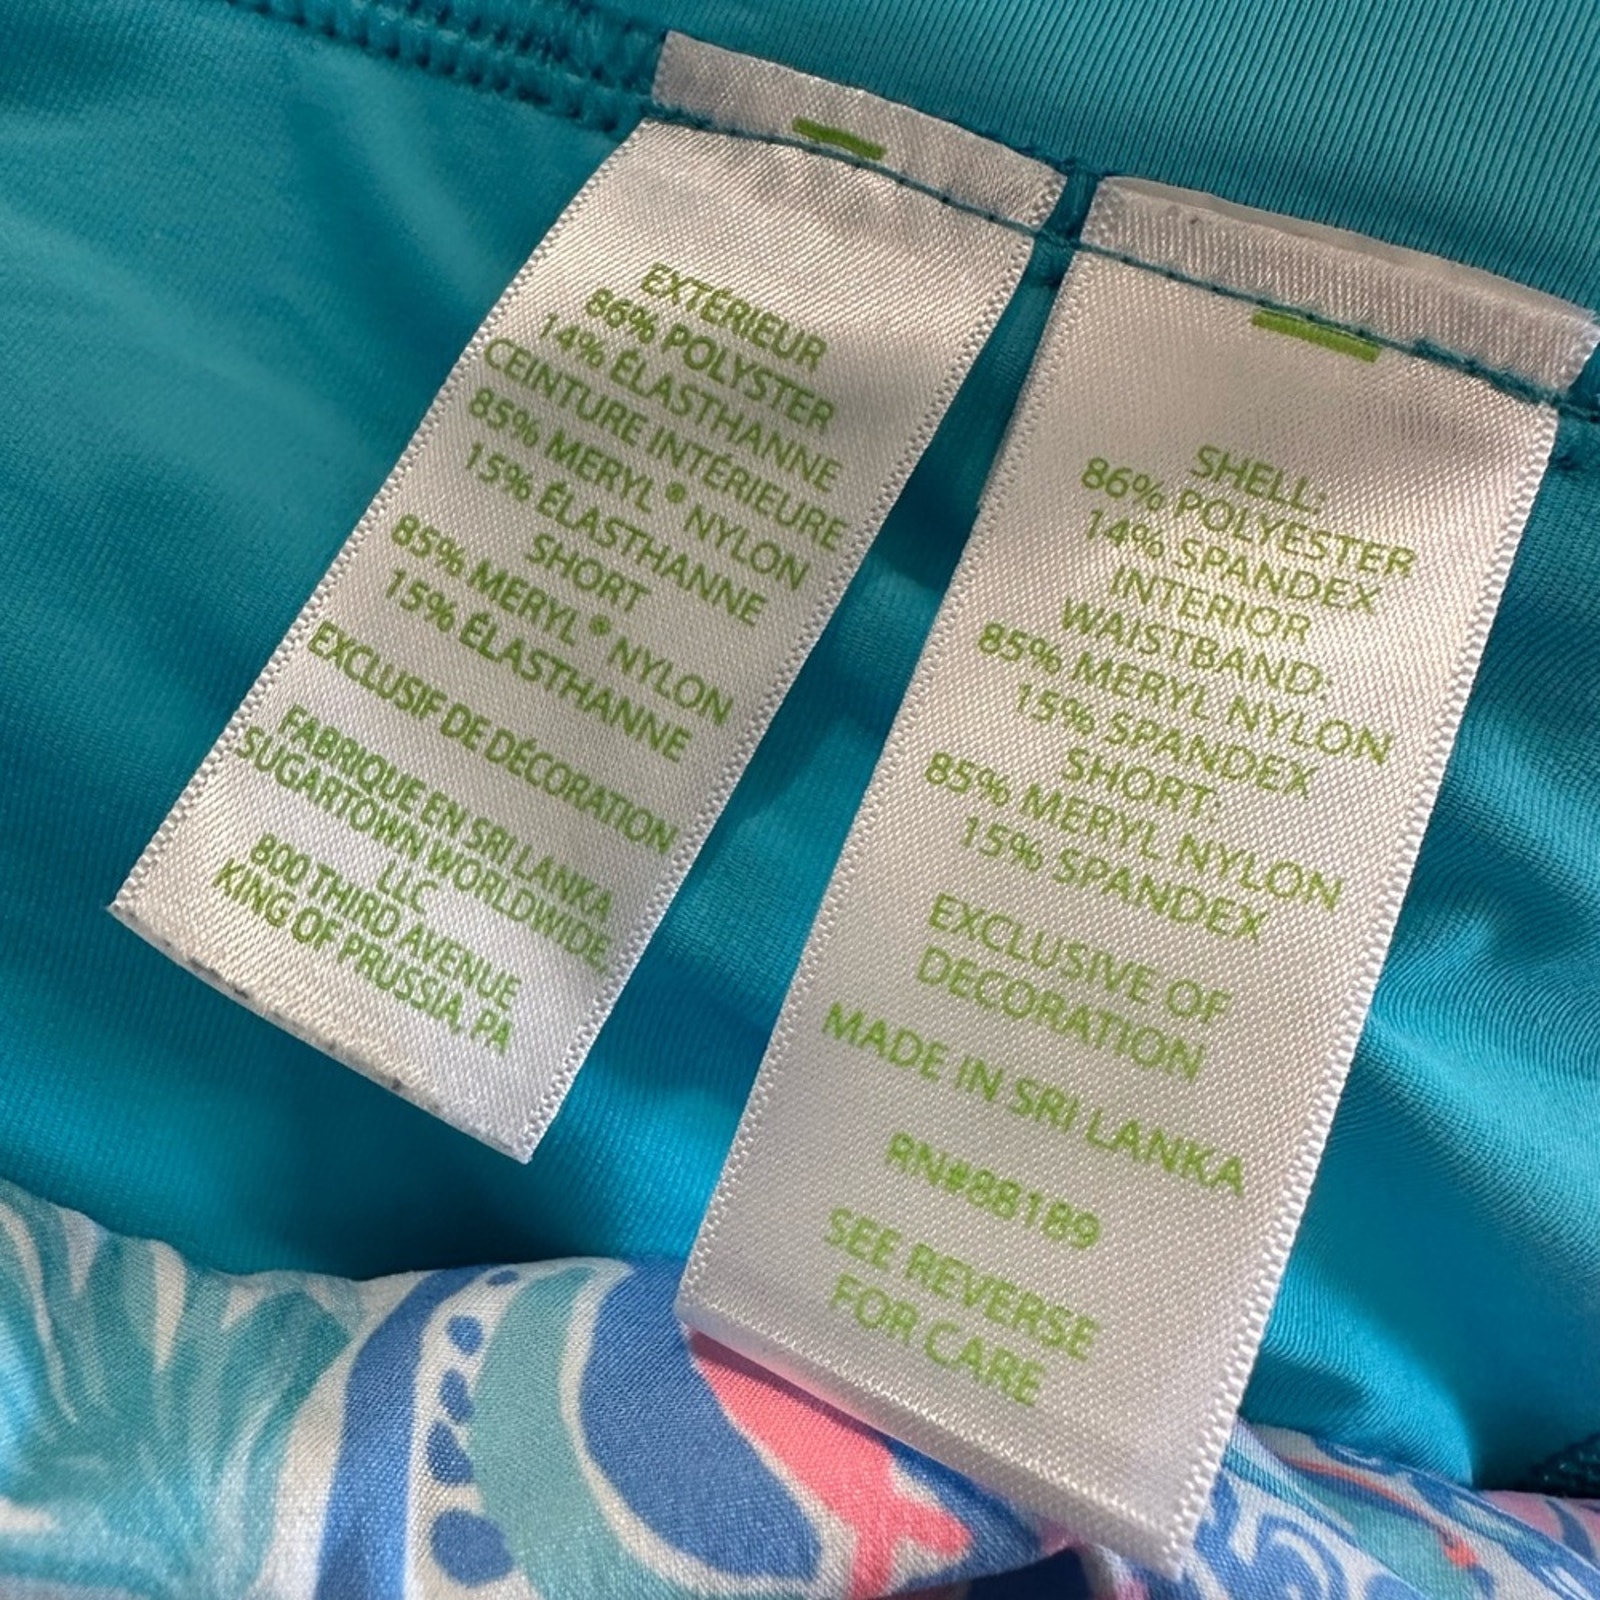 EXTÉRIEUR
86% POLYSTER
14% ÉLASTHANNE
CEINTURE INTÉRIEURE
85% MERYL® NYLON
15% ÉLASTHANNE
SHORT
85% MERYL® NYLON
15% ÉLASTHANNE
EXCLUSIF DE DÉCORATION
FABRIQUE EN SRI LANKA
SUGARTOWN WORLDWIDE,
LLC
800 THIRD AVENUE
KING OF PRUSSIA, PA
SHELL:
86% POLYESTER
14% SPANDEX
INTERIOR
WAISTBAND:
85% MERYL NYLON
15% SPANDEX
SHORT:
85% MERYL NYLON
15% SPANDEX
EXCLUSIVE OF
DECORATION
MADE IN SRI LANKA
RN#88189
SEE REVERSE
FOR CARE